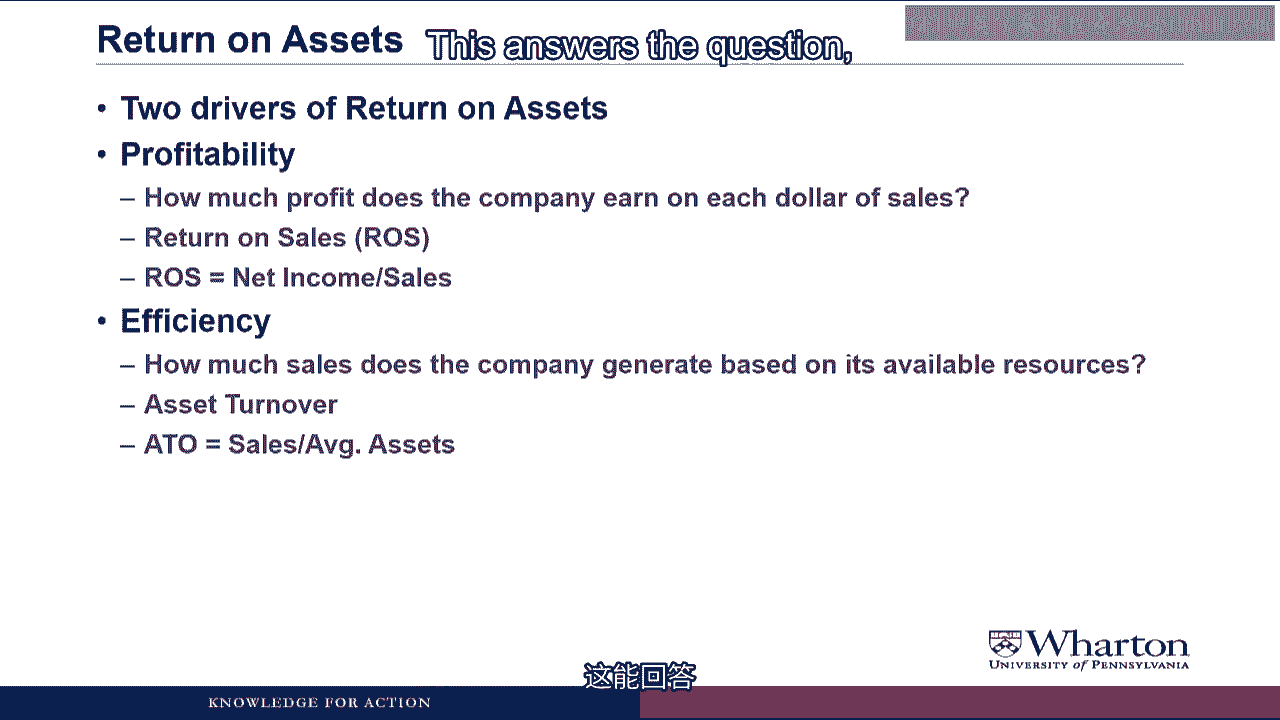 Return on Assets
This answers the question,
• Two drivers of Return on Assets
• Profitability
– How much profit does the company earn on each dollar of sales?
– Return on Sales (ROS)
– ROS = Net Income/Sales
• Efficiency
– How much sales does the company generate based on its available resources?
– Asset Turnover
– ATO = Sales/Avg. Assets
Wharton
UNIVERSITY of PENNSYLVANIA
这能回答
KNOWLEDGE FOR ACTION